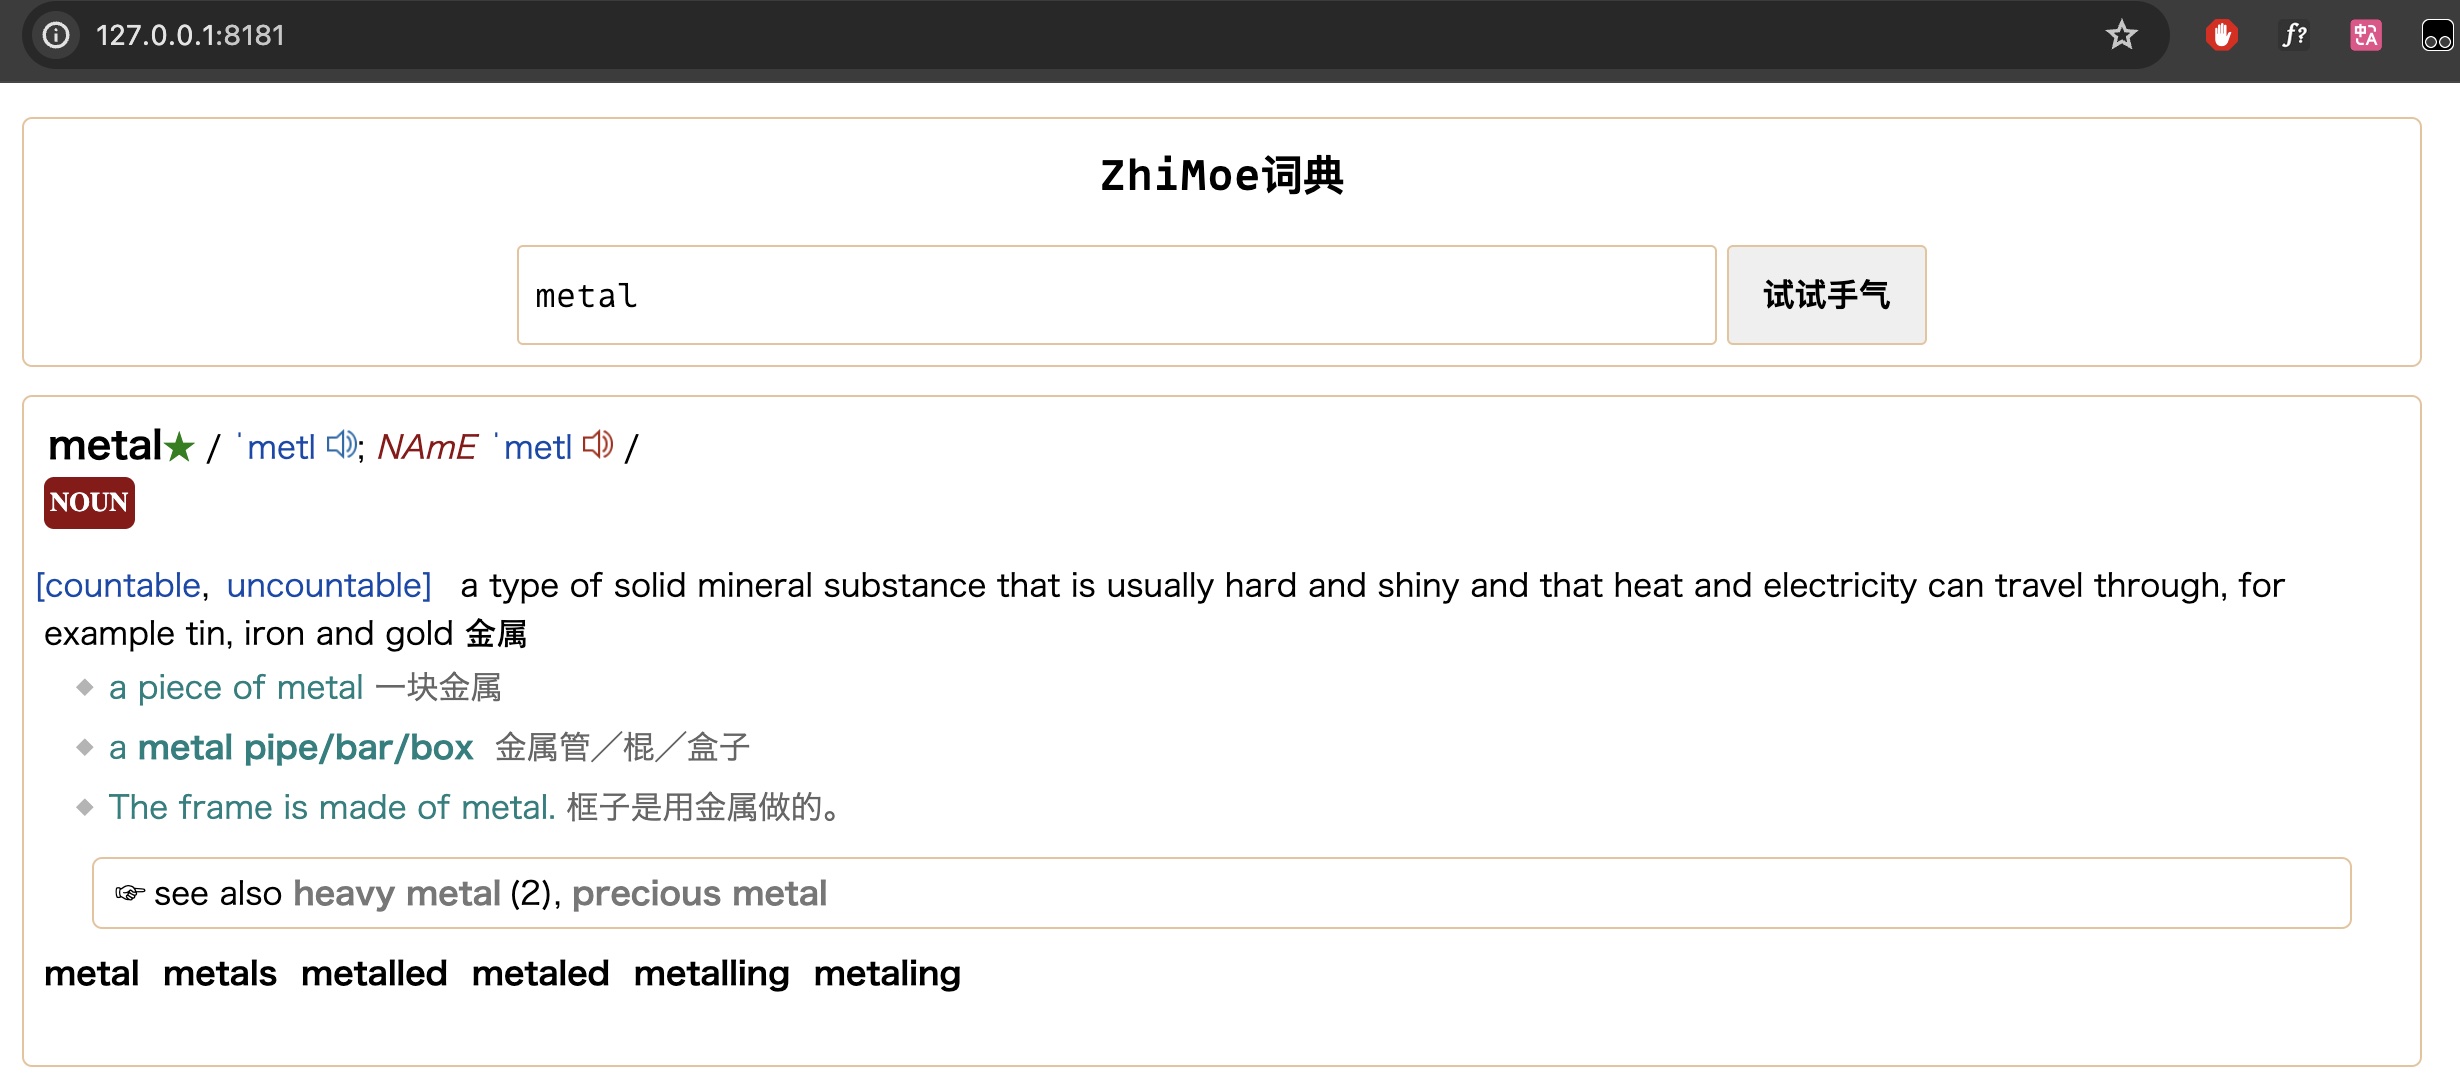 127.0.0.1:8181
f?
中A
ZhiMoe词典
metal 试试手气
metal★ / ˈmetl ; NAmE ˈmetl /
NOUN
[countable, uncountable] a type of solid mineral substance that is usually hard and shiny and that heat and electricity can travel through, for
example tin, iron and gold 金属
a piece of metal 一块金属
a metal pipe/bar/box 金属管／棍／盒子
The frame is made of metal. 框子是用金属做的。
☞ see also heavy metal (2), precious metal
metal metals metalled metaled metalling metaling